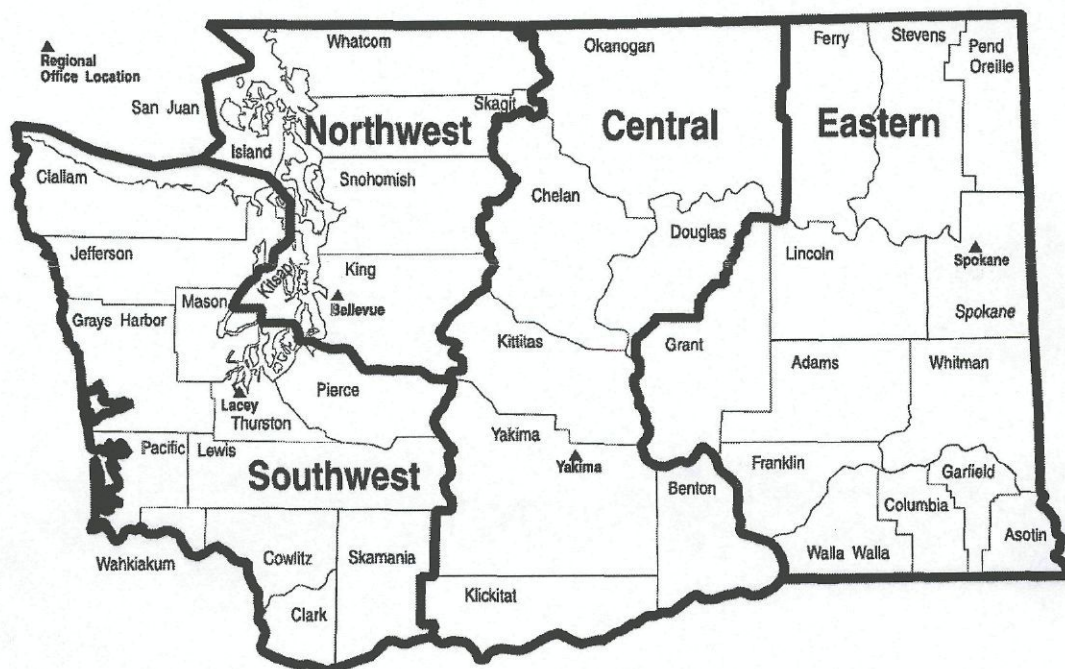 Whatcom
Okanogan
Ferry
Stevens
Pend
Oreille
Regional
Office Location
San Juan
Skagit
Northwest
Central
Eastern
Island
Clallam
Snohomish
Chelan
Douglas
Jefferson
King
Lincoln
Spokane
Kitsap
Mason
Bellevue
Spokane
Grays Harbor
Kittitas
Grant
Adams
Whitman
Pierce
Lacey
Thurston
Yakima
Pacific
Lewis
Yakima
Franklin
Garfield
Southwest
Benton
Columbia
Asotin
Wahkiakum
Cowlitz
Skamania
Walla Walla
Klickitat
Clark